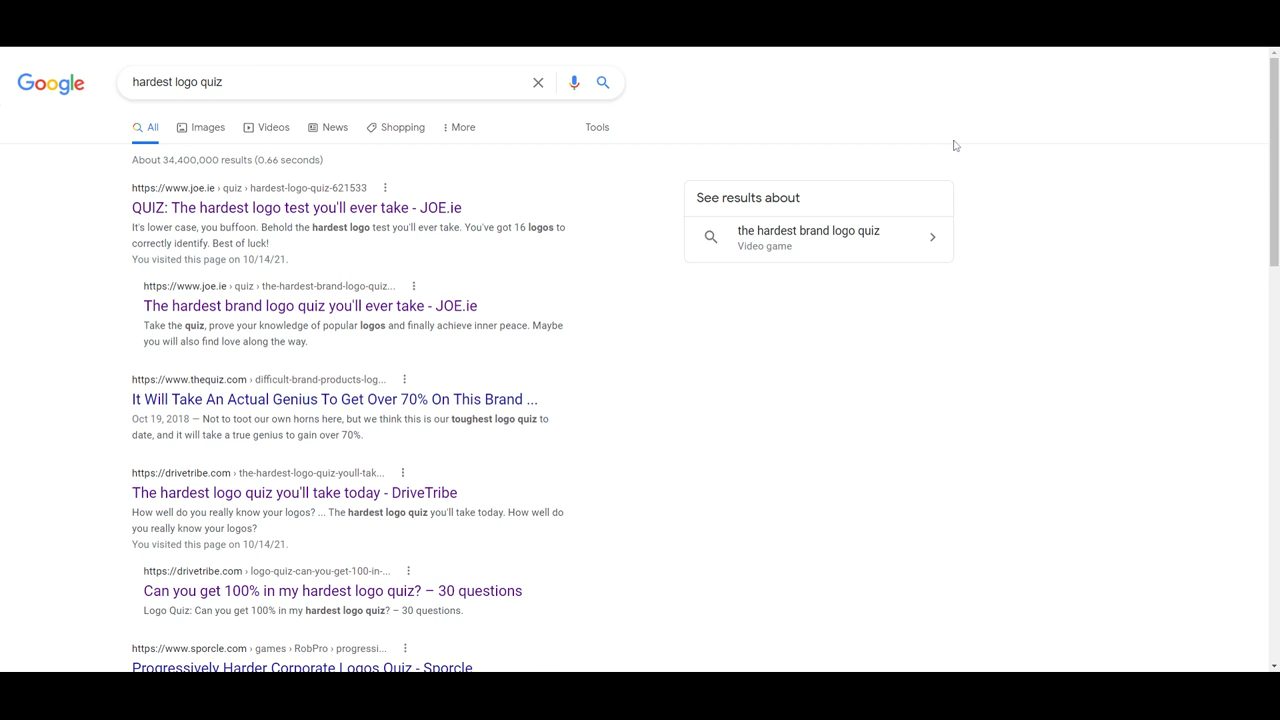 Google
hardest logo quiz
All Images Videos News Shopping More Tools
About 34,400,000 results (0.66 seconds)
https://www.joe.ie › quiz › hardest-logo-quiz-621533
QUIZ: The hardest logo test you'll ever take - JOE.ie
It's lower case, you buffoon. Behold the hardest logo test you'll ever take. You've got 16 logos to
correctly identify. Best of luck!
You visited this page on 10/14/21.
https://www.joe.ie › quiz › the-hardest-brand-logo-quiz...
The hardest brand logo quiz you'll ever take - JOE.ie
Take the quiz, prove your knowledge of popular logos and finally achieve inner peace. Maybe
you will also find love along the way.
https://www.thequiz.com › difficult-brand-products-log...
It Will Take An Actual Genius To Get Over 70% On This Brand ...
Oct 19, 2018 — Not to toot our own horns here, but we think this is our toughest logo quiz to
date, and it will take a true genius to gain over 70%.
https://drivetribe.com › the-hardest-logo-quiz-youll-tak...
The hardest logo quiz you'll take today - DriveTribe
How well do you really know your logos? ... The hardest logo quiz you'll take today. How well do
you really know your logos?
You visited this page on 10/14/21.
https://drivetribe.com › logo-quiz-can-you-get-100-in-...
Can you get 100% in my hardest logo quiz? – 30 questions
Logo Quiz: Can you get 100% in my hardest logo quiz? – 30 questions.
https://www.sporcle.com › games › RobPro › progressi...
Progressively Harder Corporate Logos Quiz - Sporcle
See results about
the hardest brand logo quiz
Video game